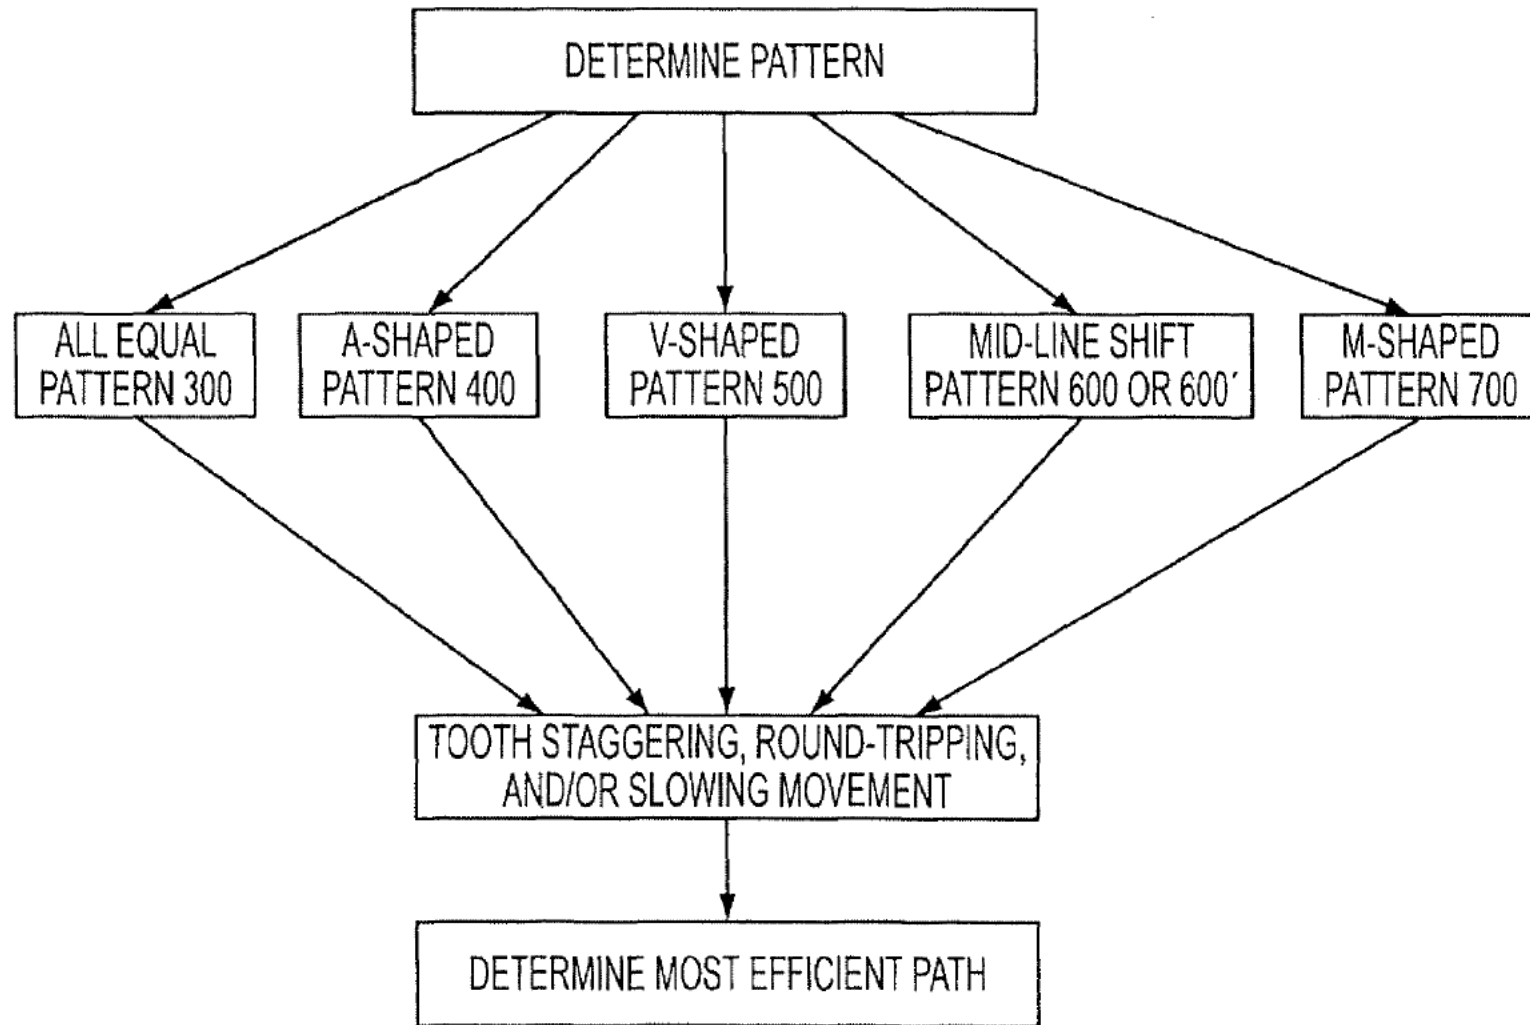 DETERMINE PATTERN
ALL EQUAL
PATTERN 300
A-SHAPED
PATTERN 400
V-SHAPED
PATTERN 500
MID-LINE SHIFT
PATTERN 600 OR 600´
M-SHAPED
PATTERN 700
TOOTH STAGGERING, ROUND-TRIPPING,
AND/OR SLOWING MOVEMENT
DETERMINE MOST EFFICIENT PATH